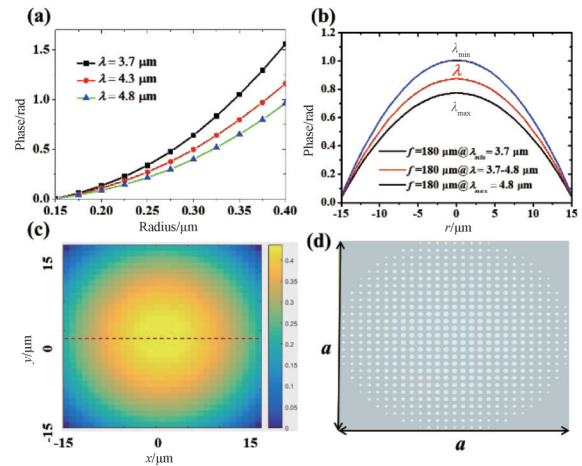 (a)
Phase/rad
1.5
1.0
0.5
0.0
λ = 3.7 μm
λ = 4.3 μm
λ = 4.8 μm
0.15 0.20 0.25 0.30 0.35 0.40
Radius/μm
(b)
Phase/rad
1.2
1.0
0.8
0.6
0.4
0.2
0.0
λmin
λ
λmax
f=180 μm@λmin= 3.7 μm
f=180 μm@λ= 3.7-4.8 μm
f=180 μm@λmax= 4.8 μm
-15 -10 -5 0 5 10 15
r/μm
(c)
y/μm
15
0
-15
-15 0 15
x/μm
0.4
0.35
0.3
0.25
0.2
0.15
0.1
0.05
0
(d)
a
a